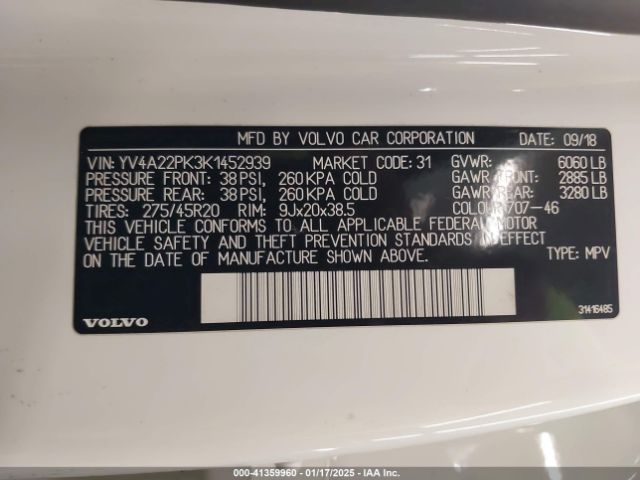 MFD BY VOLVO CAR CORPORATION DATE: 09/18
VIN: YV4A22PK3K1452939 MARKET CODE: 31 GVWR: 6060 LB
PRESSURE FRONT: 38 PSI, 260 KPA COLD GAWR FRONT: 2885 LB
PRESSURE REAR: 38 PSI, 260 KPA COLD GAWR REAR: 3280 LB
TIRES: 275/45R20 RIM: 9Jx20x38.5 COLOUR 707-46
THIS VEHICLE CONFORMS TO ALL APPLICABLE FEDERAL MOTOR
VEHICLE SAFETY AND THEFT PREVENTION STANDARDS IN EFFECT
ON THE DATE OF MANUFACTURE SHOWN ABOVE. TYPE: MPV
VOLVO 31416485
000-41359960 - 01/17/2025 - IAAI.COM